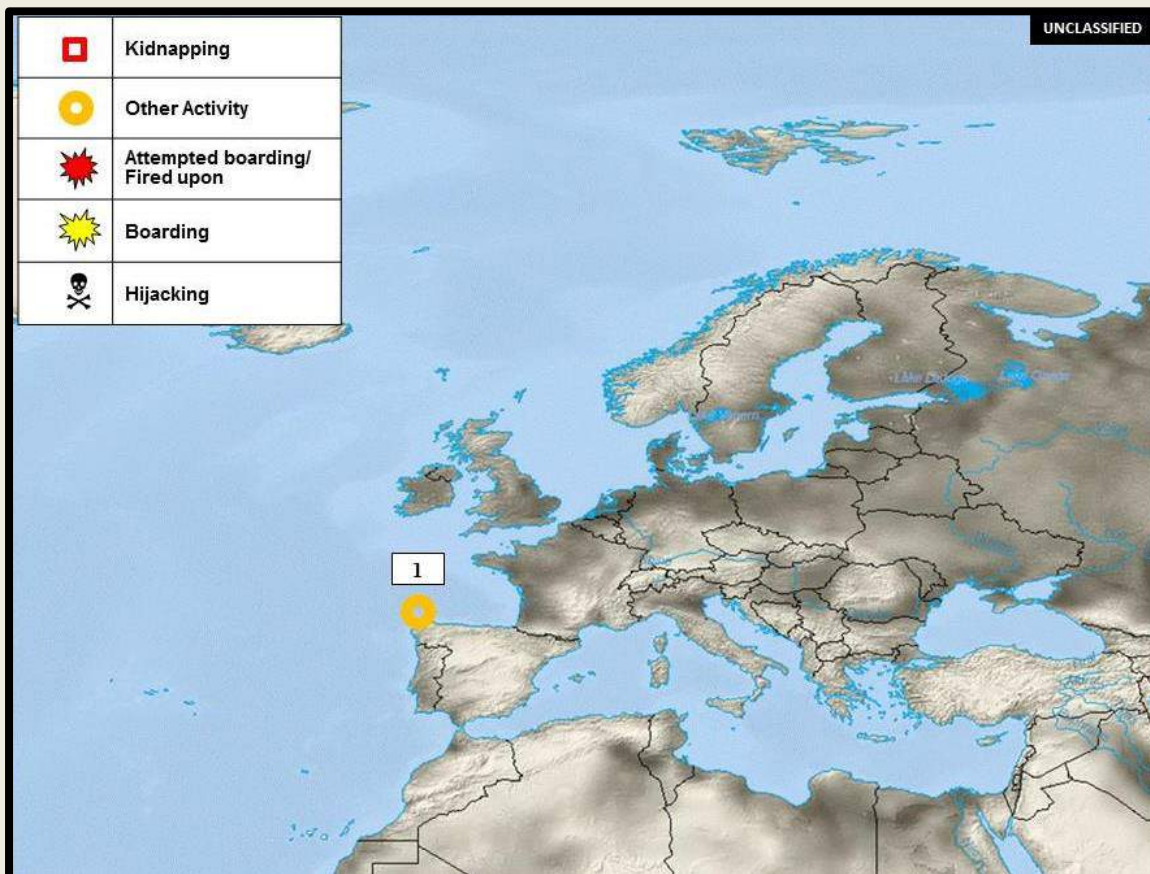 UNCLASSIFIED
Kidnapping
Other Activity
Attempted boarding/
Fired upon
Boarding
Hijacking
1